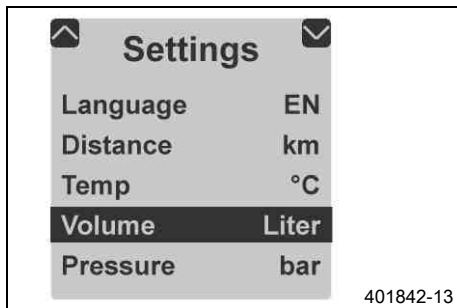 Settings
Language EN
Distance km
Temp °C
Volume Liter
Pressure bar
401842-13